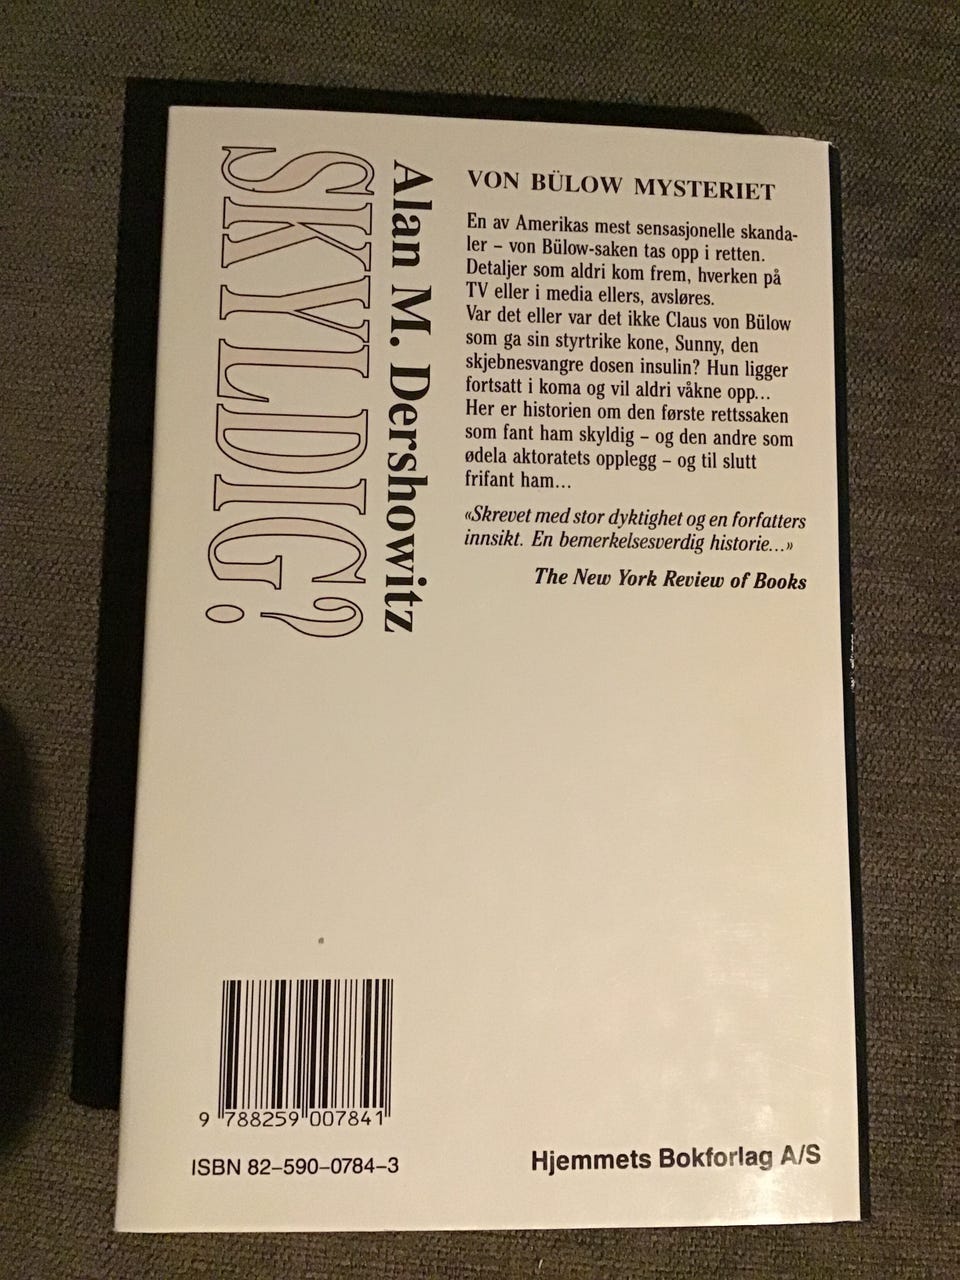 SKYLDIG?
Alan M. Dershowitz
VON BÜLOW MYSTERIET
En av Amerikas mest sensasjonelle skanda-
ler – von Bülow-saken tas opp i retten.
Detaljer som aldri kom frem, hverken på
TV eller i media ellers, avsløres.
Var det eller var det ikke Claus von Bülow
som ga sin styrtrike kone, Sunny, den
skjebnesvangre dosen insulin? Hun ligger
fortsatt i koma og vil aldri våkne opp...
Her er historien om den første rettssaken
som fant ham skyldig – og den andre som
ødela aktoratets opplegg – og til slutt
frifant ham...
«Skrevet med stor dyktighet og en forfatters
innsikt. En bemerkelsesverdig historie...»
The New York Review of Books
9 788259 007841
ISBN 82–590–0784–3
Hjemmets Bokforlag A/S